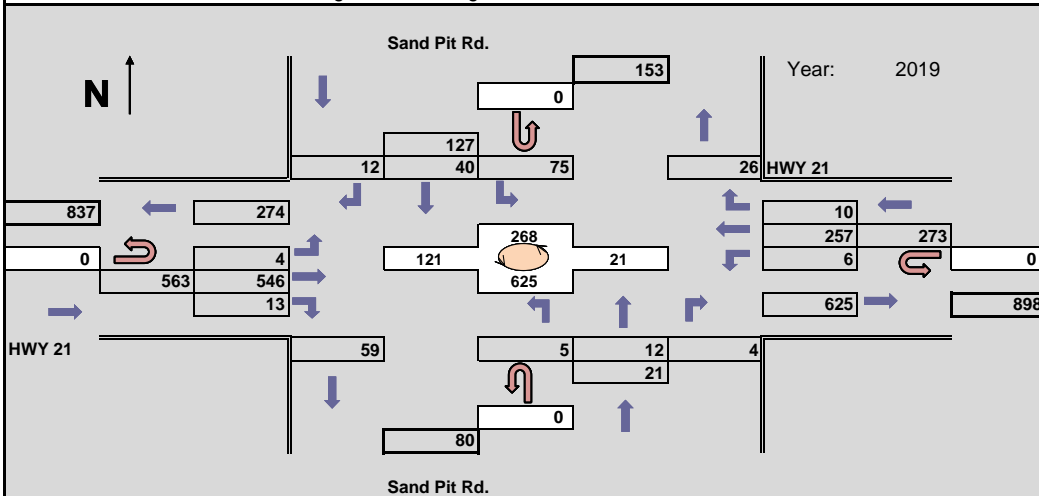 Sand Pit Rd.
153
Year: 2019
N
0
127
12 40 75 26 HWY 21
837 274 10
268
257 273
0 4 121 21 6 0
563 546 625
13 625 898
HWY 21 59 5 12 4
21
0
80
Sand Pit Rd.